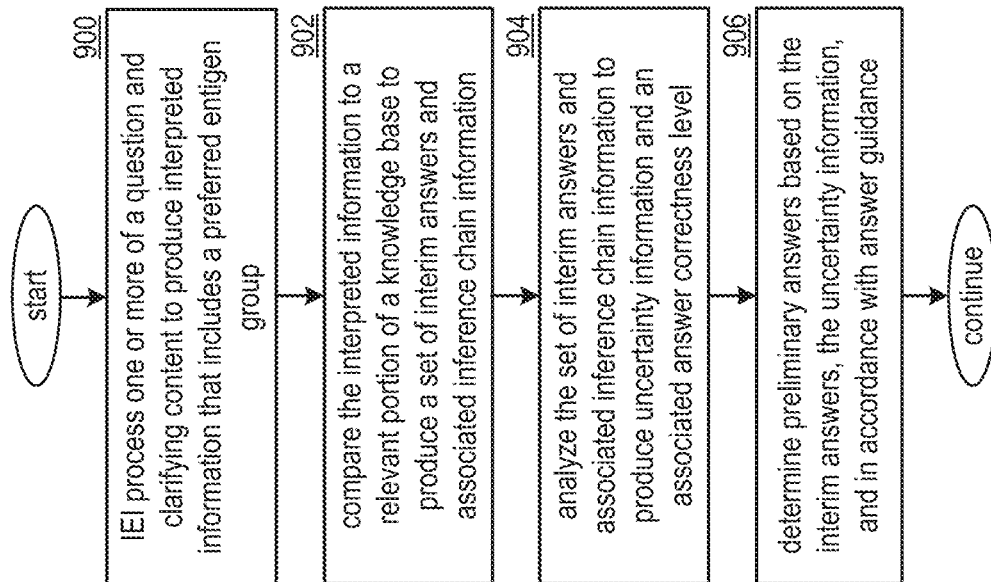 start
900
IEI process one or more of a question and
clarifying content to produce interpreted
information that includes a preferred entigen
group
902
compare the interpreted information to a
relevant portion of a knowledge base to
produce a set of interim answers and
associated inference chain information
904
analyze the set of interim answers and
associated inference chain information to
produce uncertainty information and an
associated answer correctness level
906
determine preliminary answers based on the
interim answers, the uncertainty information,
and in accordance with answer guidance
continue